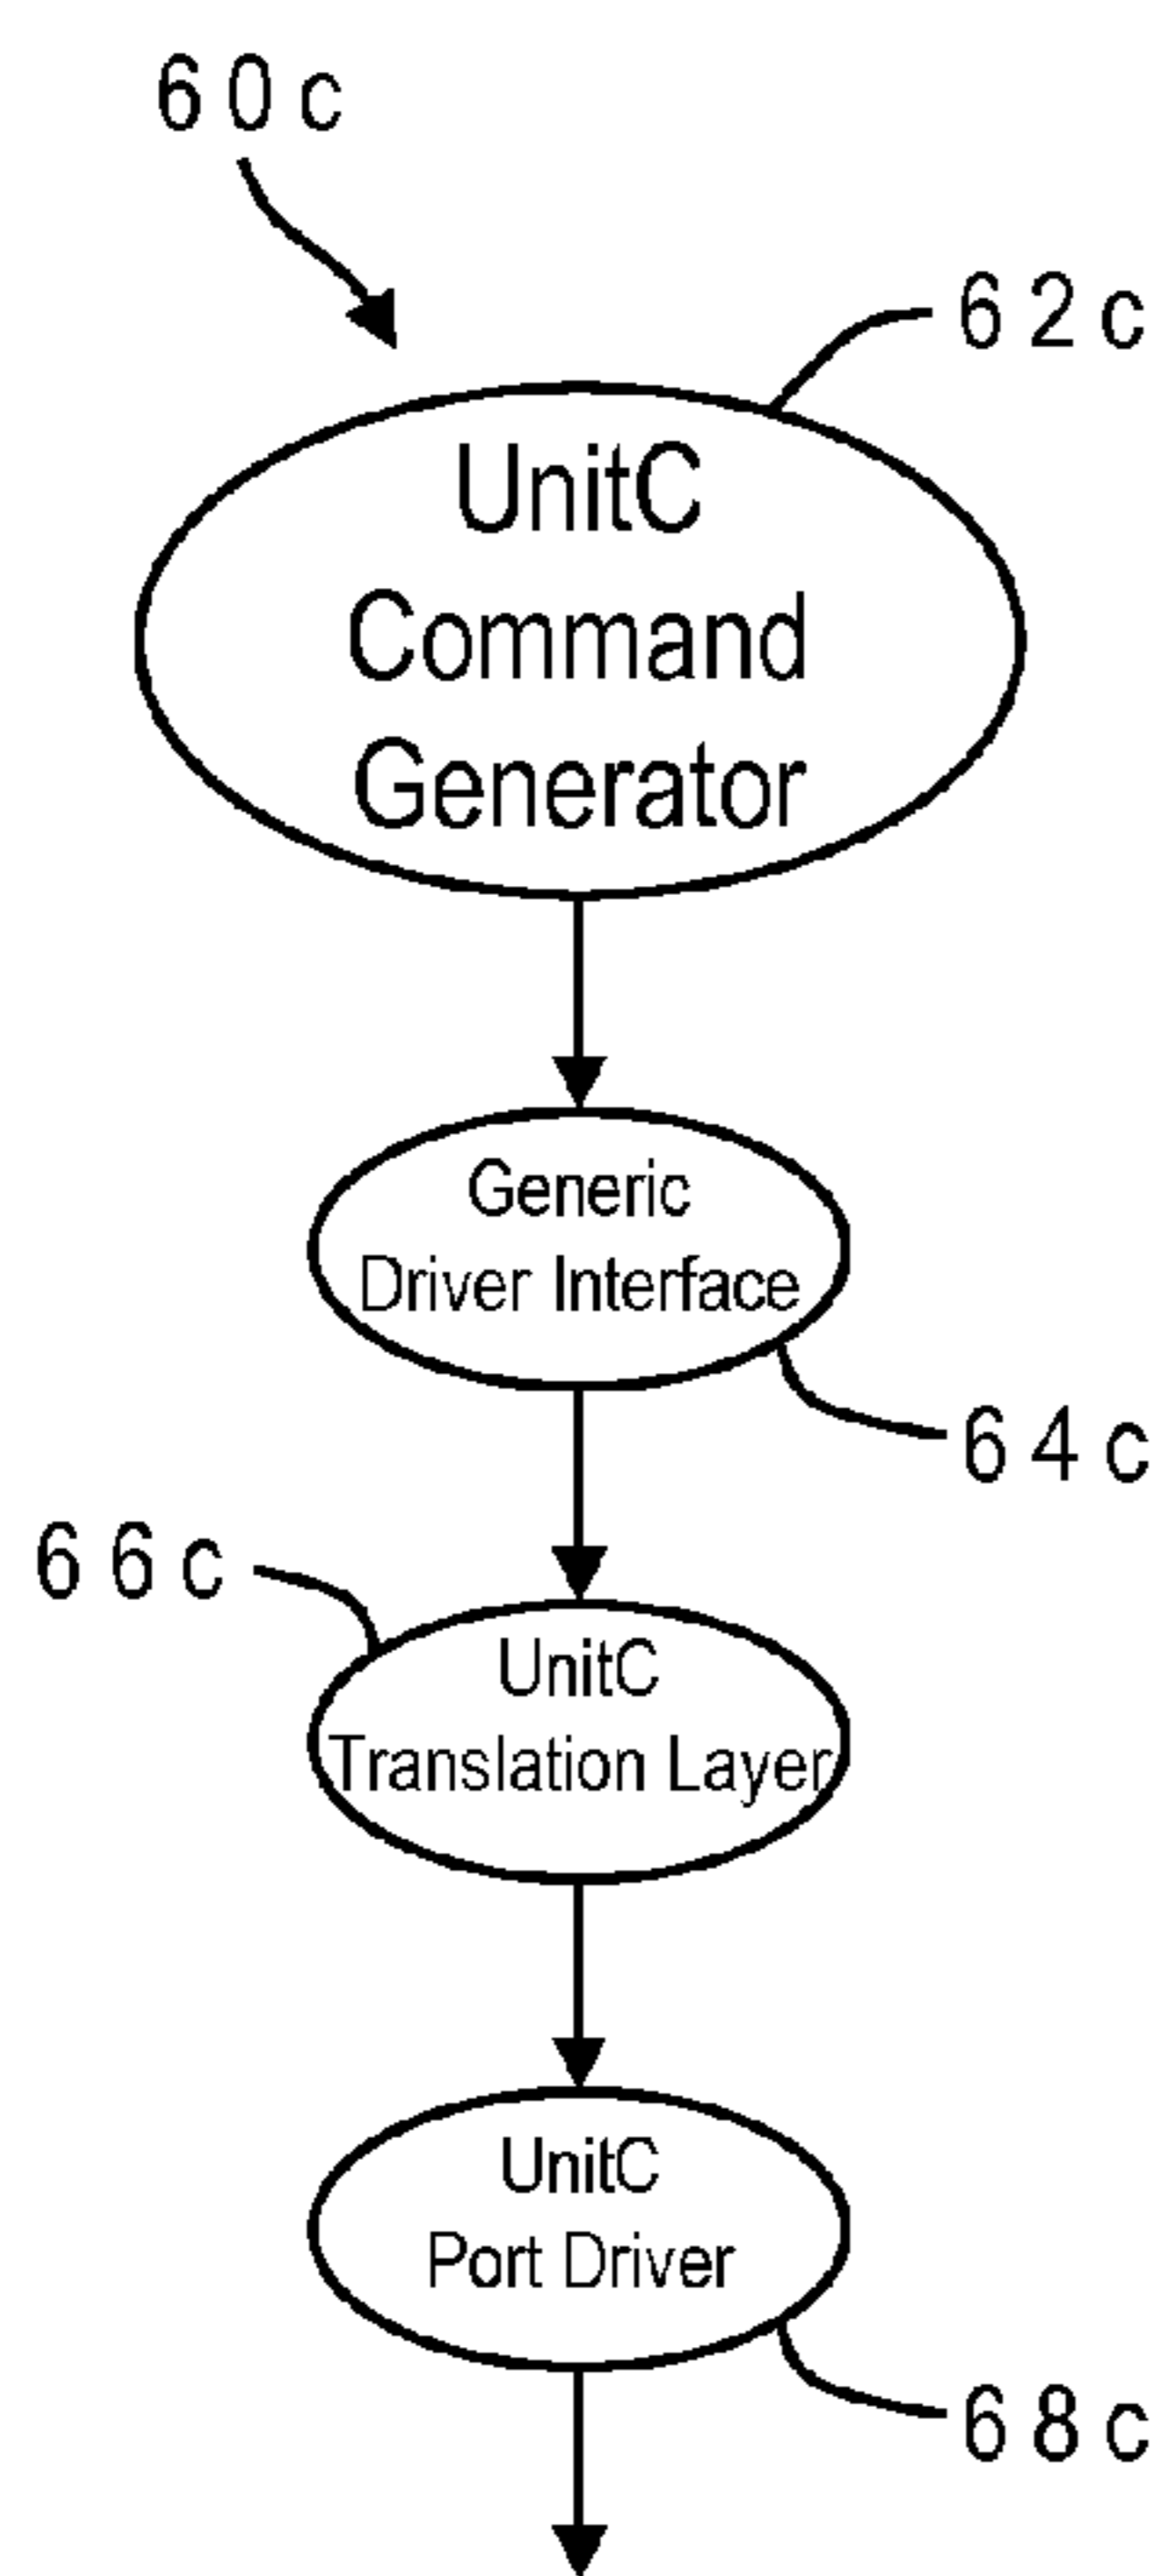 60c
62c
UnitC
Command
Generator
Generic
Driver Interface
64c
66c
UnitC
Translation Layer
UnitC
Port Driver
68c